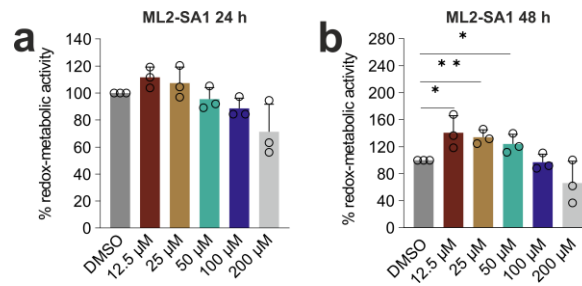 a
ML2-SA1 24 h
% redox-metabolic activity
140
120
100
80
60
40
20
0
DMSO
12.5 µM
25 µM
50 µM
100 µM
200 µM
b
ML2-SA1 48 h
% redox-metabolic activity
280
240
200
160
120
80
40
0
*
**
*
DMSO
12.5 µM
25 µM
50 µM
100 µM
200 µM